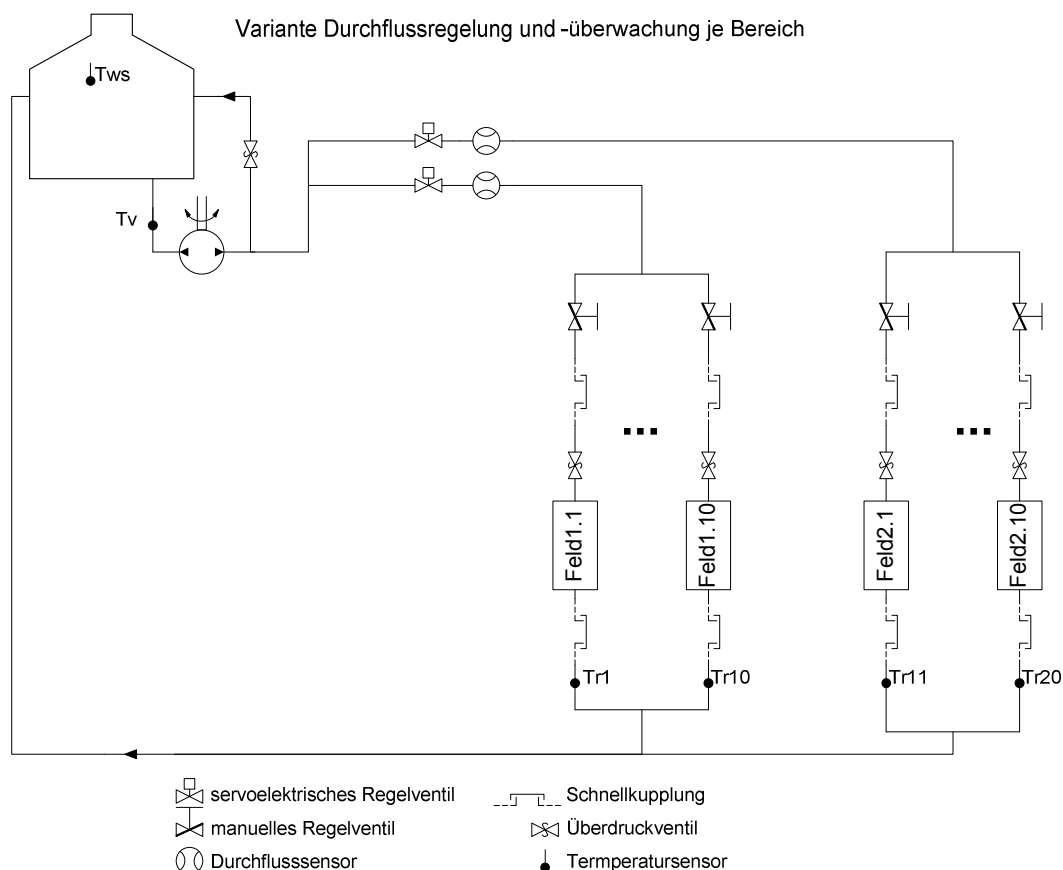 Variante Durchflussregelung und -überwachung je Bereich
Tws
Tv
...
...
Feld1.1
Feld1.10
Feld2.1
Feld2.10
Tr1
Tr10
Tr11
Tr20
servoelektrisches Regelventil
Schnellkupplung
manuelles Regelventil
Überdruckventil
Durchflusssensor
Termperatursensor